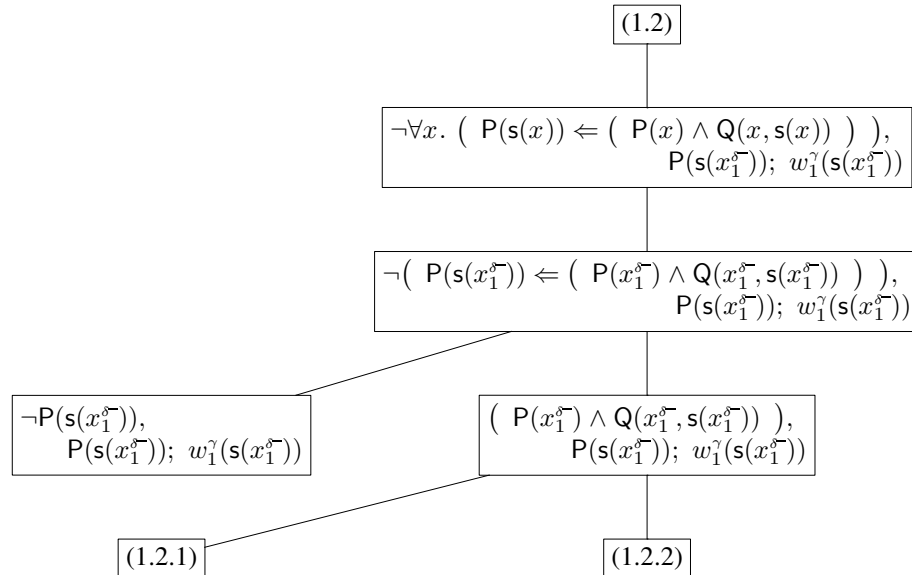 (1.2)
¬∀x. ( P(s(x)) ⇐ ( P(x) ∧ Q(x, s(x)) ) ),
P(s(x₁^δ⁻)); w₁^γ(s(x₁^δ⁻))
¬( P(s(x₁^δ⁻)) ⇐ ( P(x₁^δ⁻) ∧ Q(x₁^δ⁻, s(x₁^δ⁻)) ) ),
P(s(x₁^δ⁻)); w₁^γ(s(x₁^δ⁻))
¬P(s(x₁^δ⁻)),
P(s(x₁^δ⁻)); w₁^γ(s(x₁^δ⁻))
( P(x₁^δ⁻) ∧ Q(x₁^δ⁻, s(x₁^δ⁻)) ),
P(s(x₁^δ⁻)); w₁^γ(s(x₁^δ⁻))
(1.2.1)
(1.2.2)